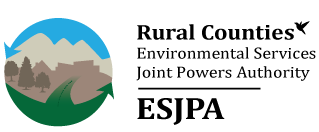 Rural Counties
Environmental Services
Joint Powers Authority
ESJPA